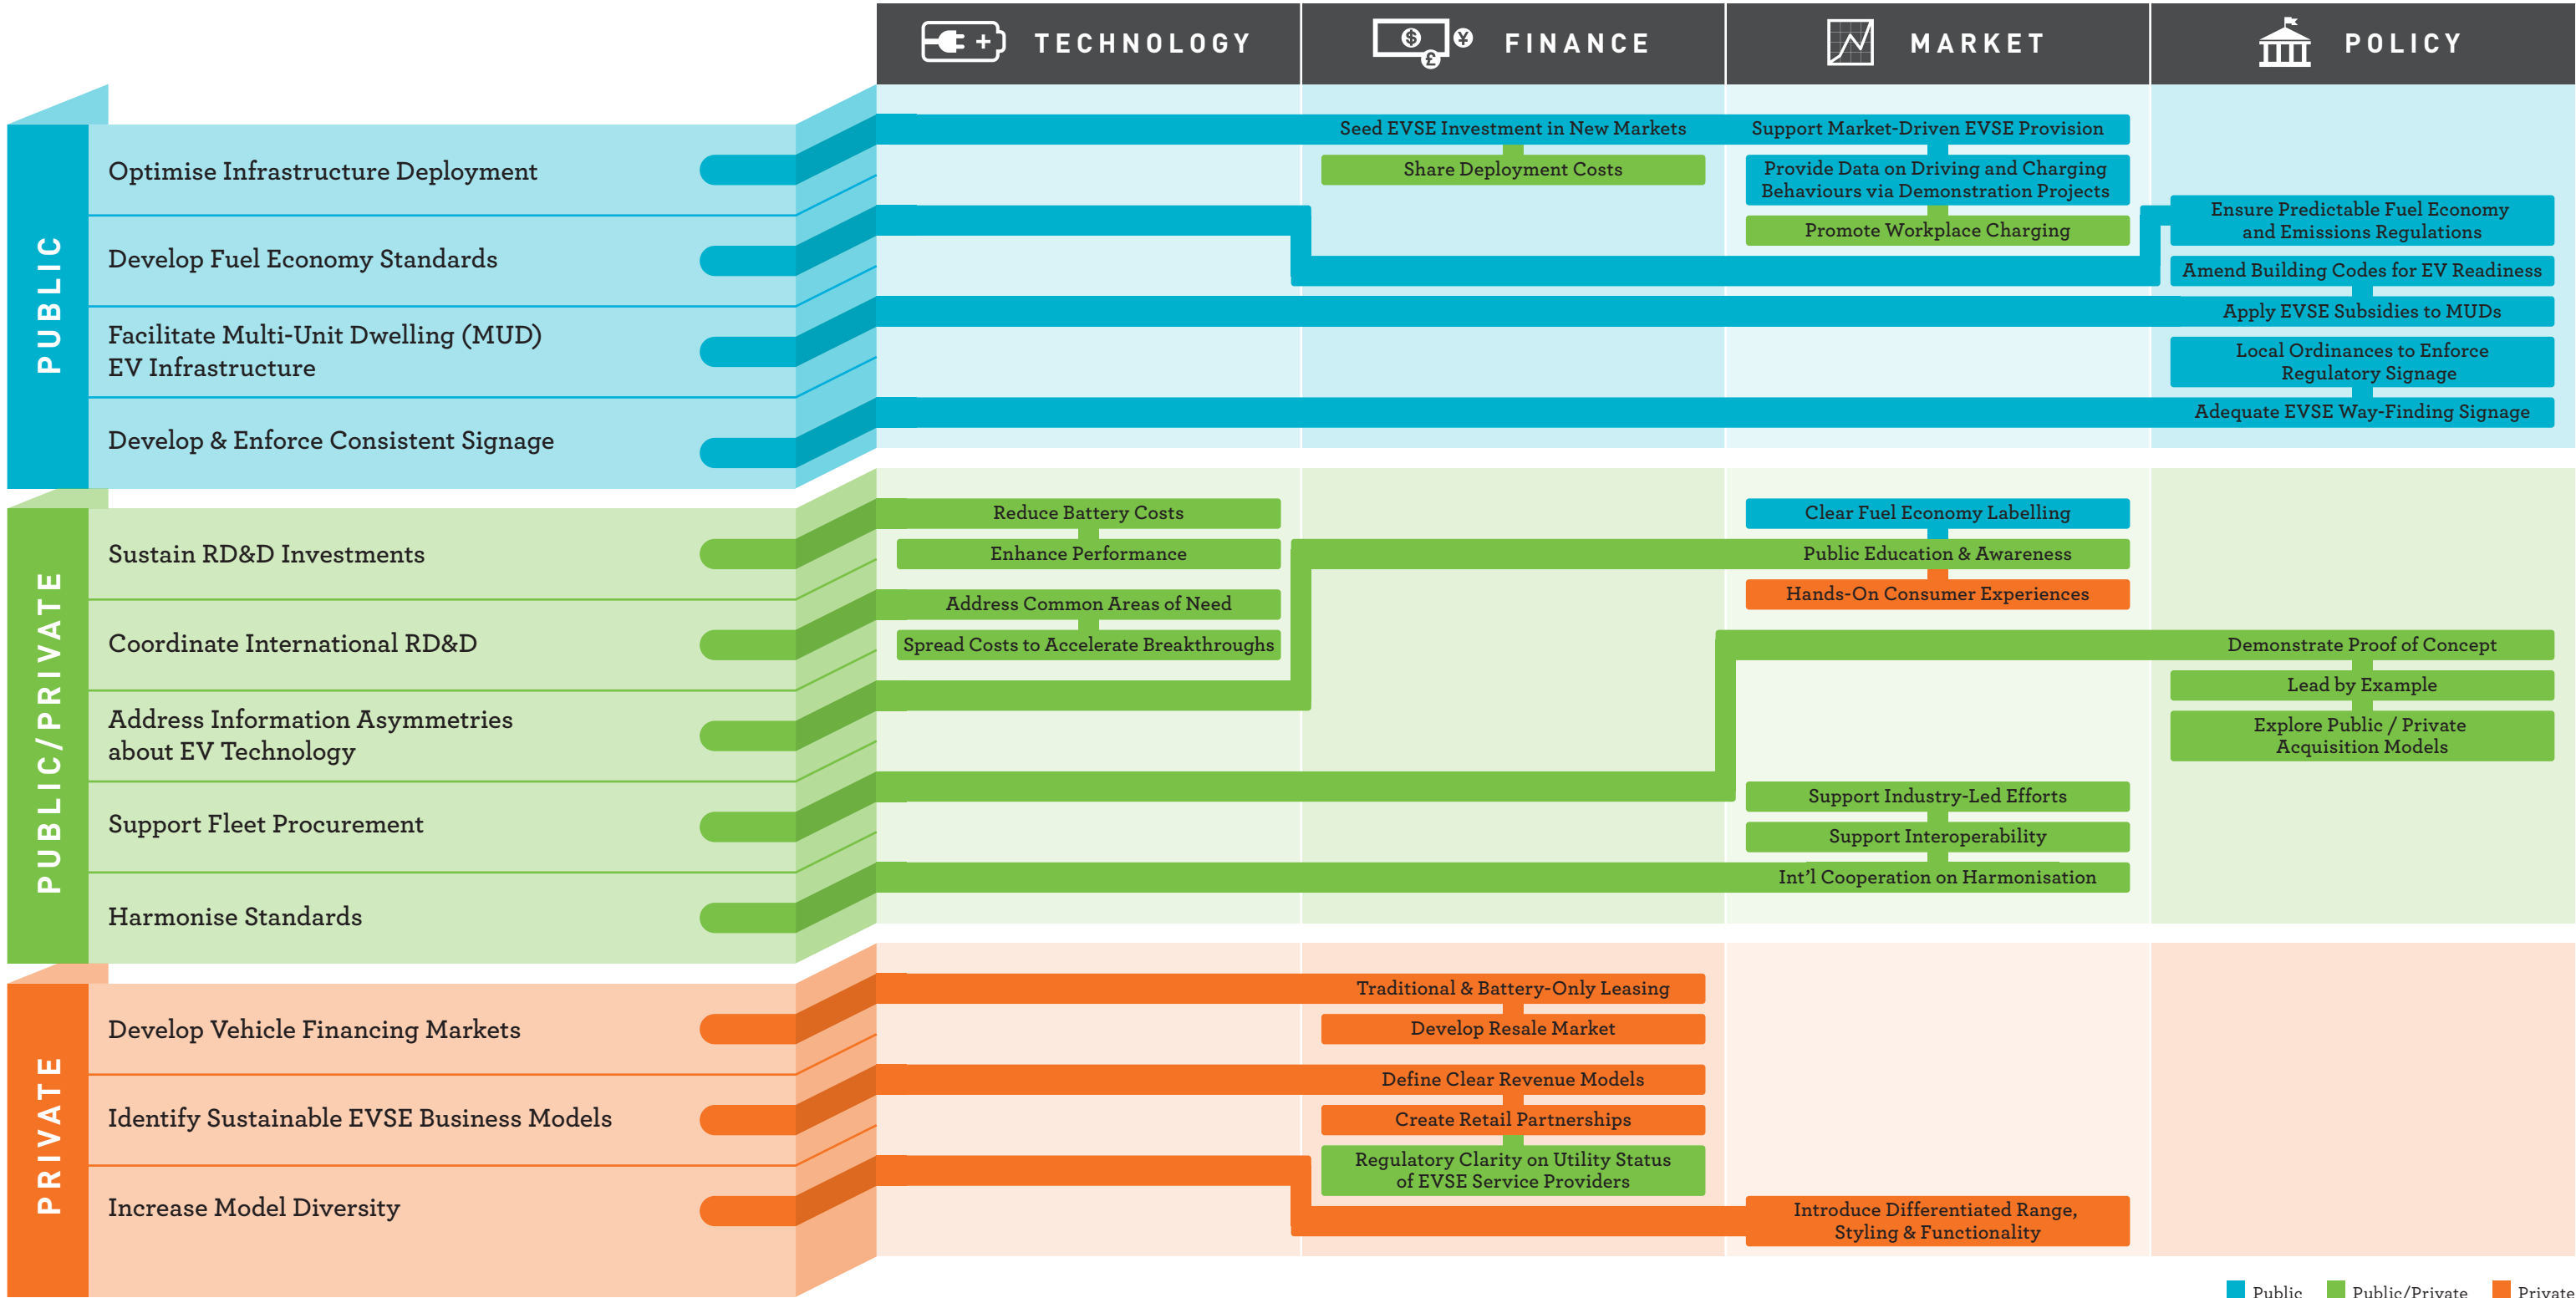 TECHNOLOGY
$
£
¥
FINANCE
MARKET
POLICY
PUBLIC
Optimise Infrastructure Deployment
Develop Fuel Economy Standards
Facilitate Multi-Unit Dwelling (MUD)
EV Infrastructure
Develop & Enforce Consistent Signage
Seed EVSE Investment in New Markets
Share Deployment Costs
Support Market-Driven EVSE Provision
Provide Data on Driving and Charging
Behaviours via Demonstration Projects
Promote Workplace Charging
Ensure Predictable Fuel Economy
and Emissions Regulations
Amend Building Codes for EV Readiness
Apply EVSE Subsidies to MUDs
Local Ordinances to Enforce
Regulatory Signage
Adequate EVSE Way-Finding Signage
PUBLIC/PRIVATE
Sustain RD&D Investments
Coordinate International RD&D
Address Information Asymmetries
about EV Technology
Support Fleet Procurement
Harmonise Standards
Reduce Battery Costs
Enhance Performance
Address Common Areas of Need
Spread Costs to Accelerate Breakthroughs
Clear Fuel Economy Labelling
Public Education & Awareness
Hands-On Consumer Experiences
Support Industry-Led Efforts
Support Interoperability
Int'l Cooperation on Harmonisation
Demonstrate Proof of Concept
Lead by Example
Explore Public / Private
Acquisition Models
PRIVATE
Develop Vehicle Financing Markets
Identify Sustainable EVSE Business Models
Increase Model Diversity
Traditional & Battery-Only Leasing
Develop Resale Market
Define Clear Revenue Models
Create Retail Partnerships
Regulatory Clarity on Utility Status
of EVSE Service Providers
Introduce Differentiated Range,
Styling & Functionality
Public
Public/Private
Private